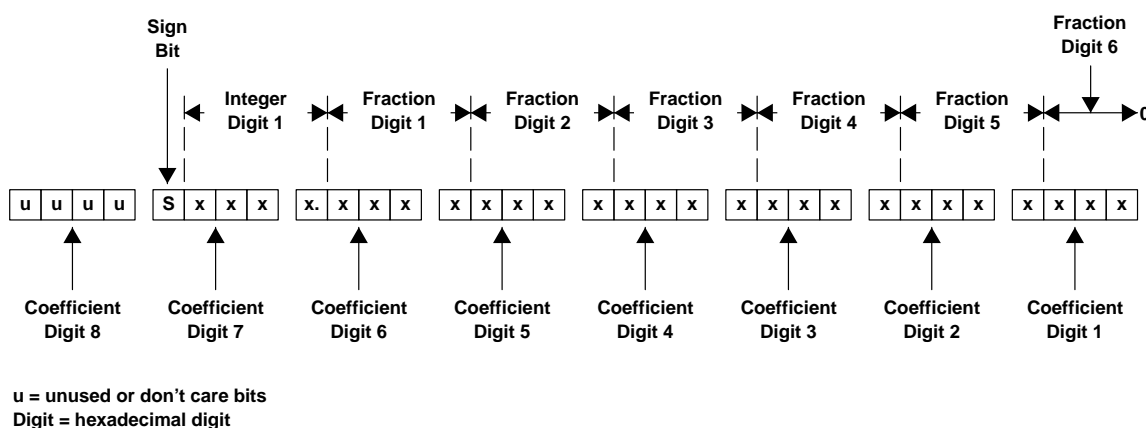 Sign
Bit
Fraction
Digit 6
Integer
Digit 1
Fraction
Digit 1
Fraction
Digit 2
Fraction
Digit 3
Fraction
Digit 4
Fraction
Digit 5
0
u u u u S x x x x. x x x x x x x x x x x x x x x x x x x x x x x
Coefficient
Digit 8
Coefficient
Digit 7
Coefficient
Digit 6
Coefficient
Digit 5
Coefficient
Digit 4
Coefficient
Digit 3
Coefficient
Digit 2
Coefficient
Digit 1
u = unused or don't care bits
Digit = hexadecimal digit